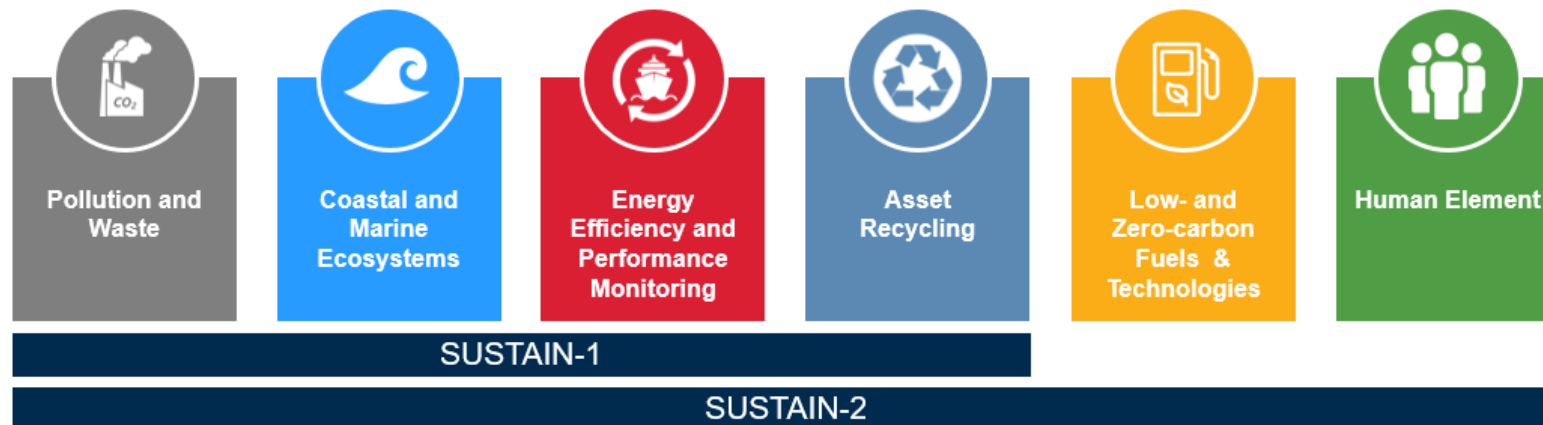 CO₂
Pollution and
Waste
Coastal and
Marine
Ecosystems
Energy
Efficiency and
Performance
Monitoring
Asset
Recycling
Low- and
Zero-carbon
Fuels &
Technologies
Human Element
SUSTAIN-1
SUSTAIN-2